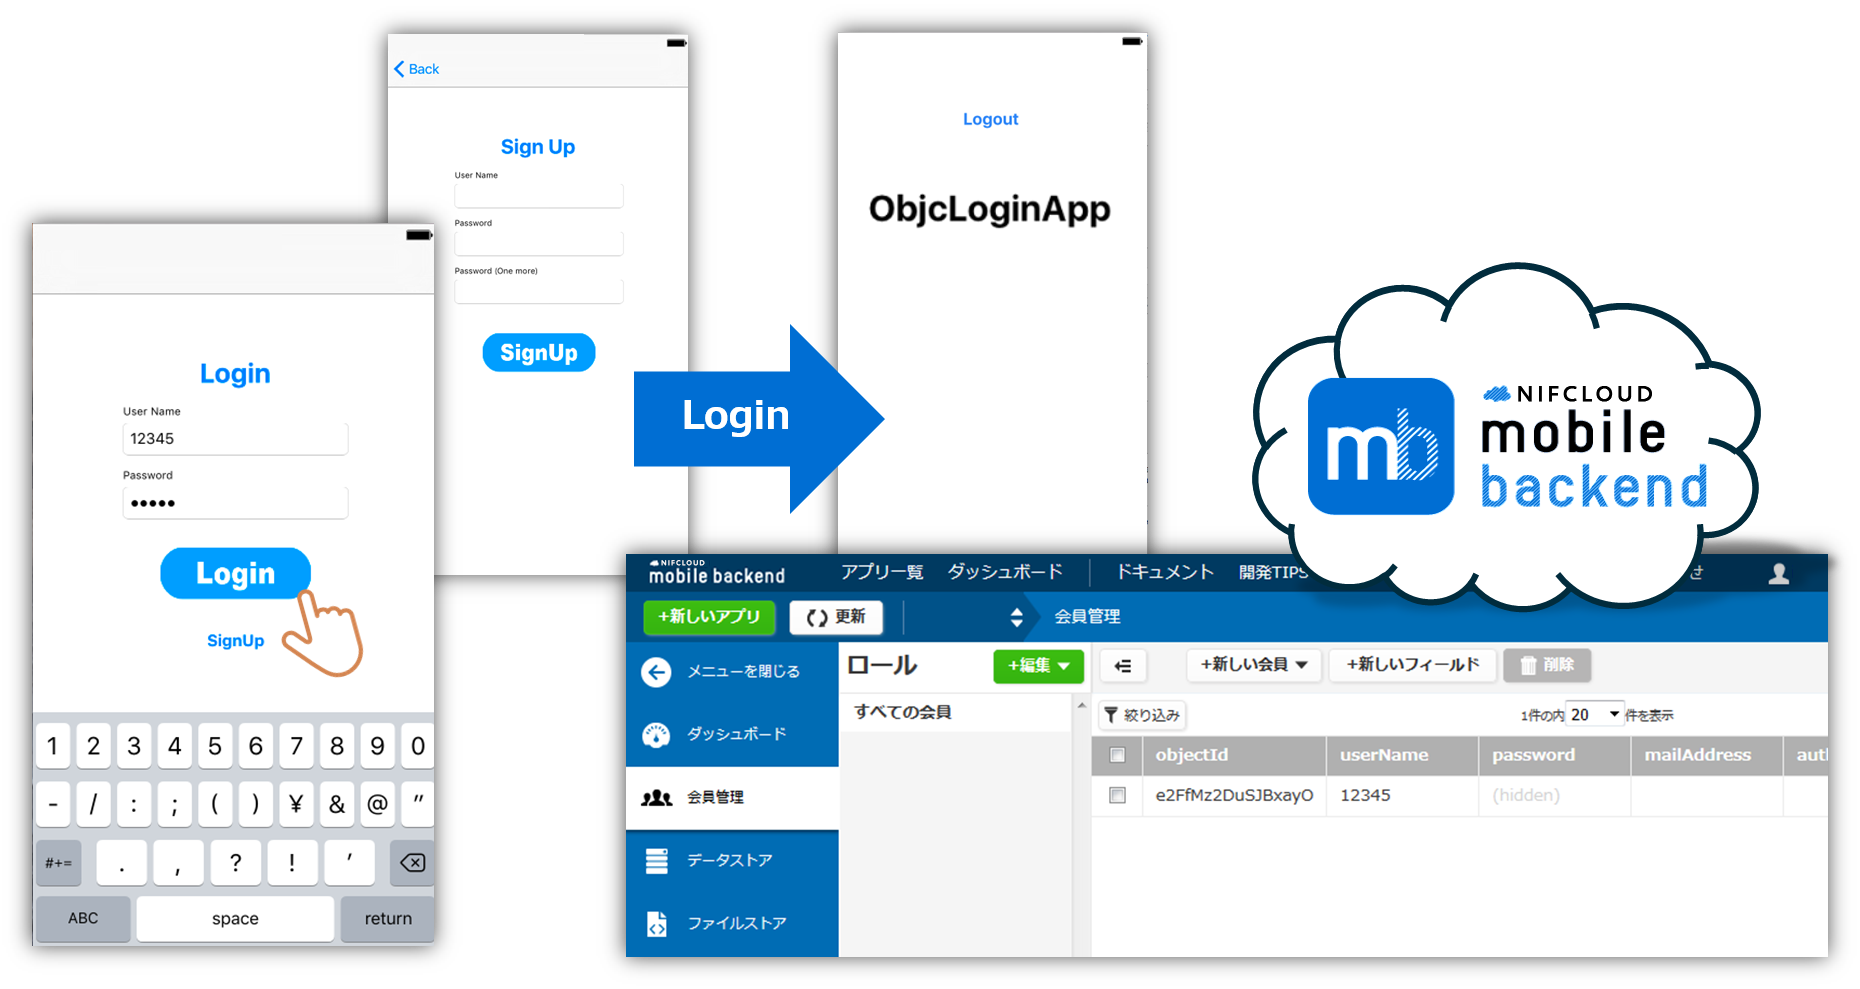 Back
Sign Up
User Name
Password
Password (One more)
SignUp
Logout
ObjcLoginApp
Login
User Name
12345
Password
•••••
Login
SignUp
1 2 3 4 5 6 7 8 9 0
- / : ; ( ) ¥ & @ "
#+= . , ? ! '
ABC space return
Login
NIFCLOUD
mobile
backend
mb
NIFCLOUD
mobile backend アプリ一覧 ダッシュボード ドキュメント 開発TIPS せ
+新しいアプリ 更新 会員管理
メニューを閉じる
ダッシュボード
会員管理
データストア
ファイルストア
ロール +編集
すべての会員
+新しい会員 +新しいフィールド 削除
絞り込み 1件の内 20 件を表示
objectId userName password mailAddress aut
e2FfMz2DuSJBxayO 12345 (hidden)